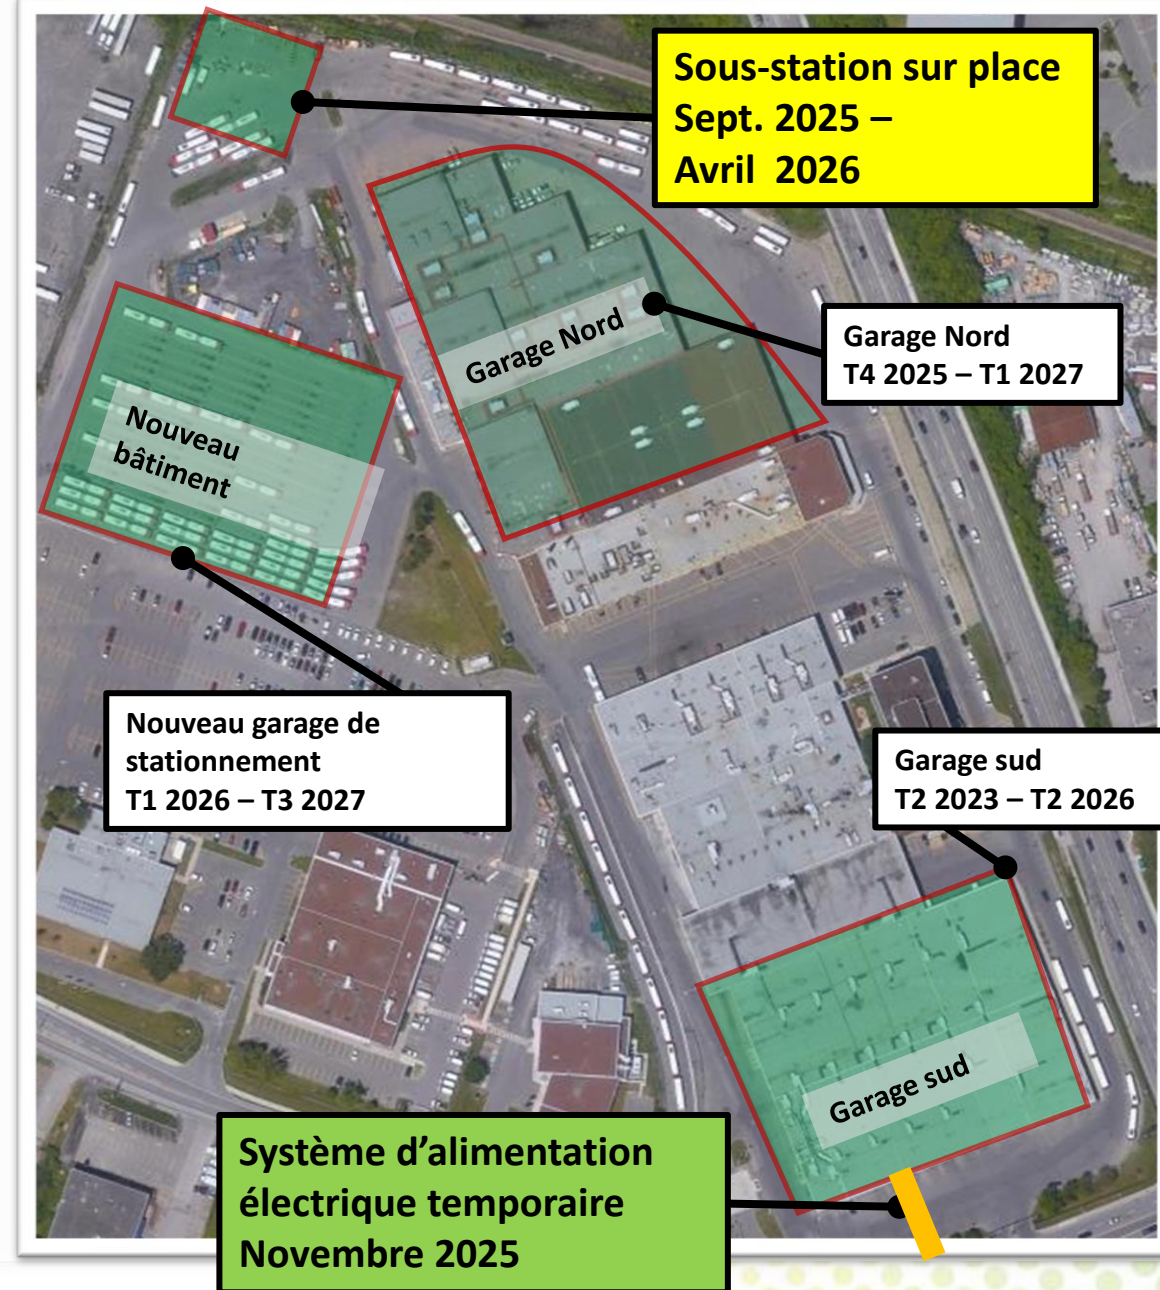 Sous-station sur place
Sept. 2025 –
Avril 2026
Garage Nord
Garage Nord
T4 2025 – T1 2027
Nouveau
bâtiment
Nouveau garage de
stationnement
T1 2026 – T3 2027
Garage sud
T2 2023 – T2 2026
Garage sud
Système d’alimentation
électrique temporaire
Novembre 2025